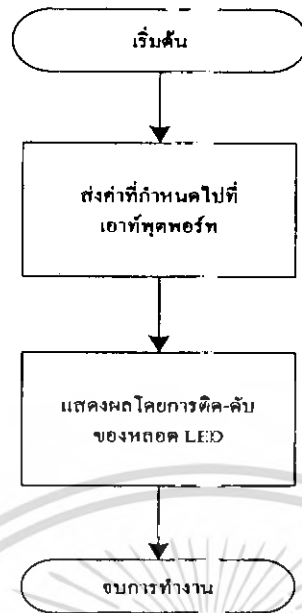 เริ่มต้น
ส่งค่าที่กำหนดไปที่
เอาท์พุตพอร์ท
แสดงผลโดยการติด-ดับ
ของหลอด LED
จบการทำงาน